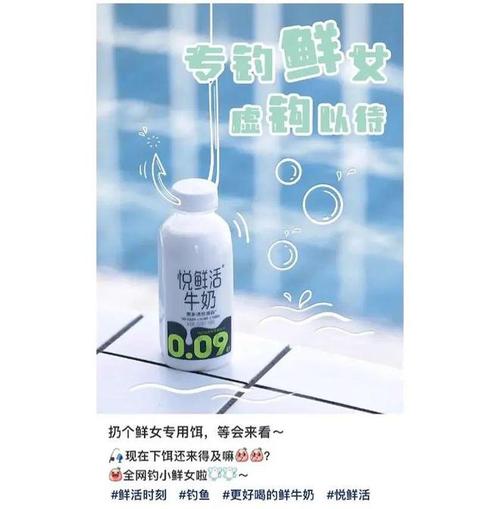 专钓鲜女
虚钩以待
悦鲜活
牛奶
0.09
扔个鲜女专用饵，等会来看～
🎣现在下饵还来得及嘛🍅🍅?
🍅全网钓小鲜女啦
#鲜活时刻 #钓鱼 #更好喝的鲜牛奶 #悦鲜活